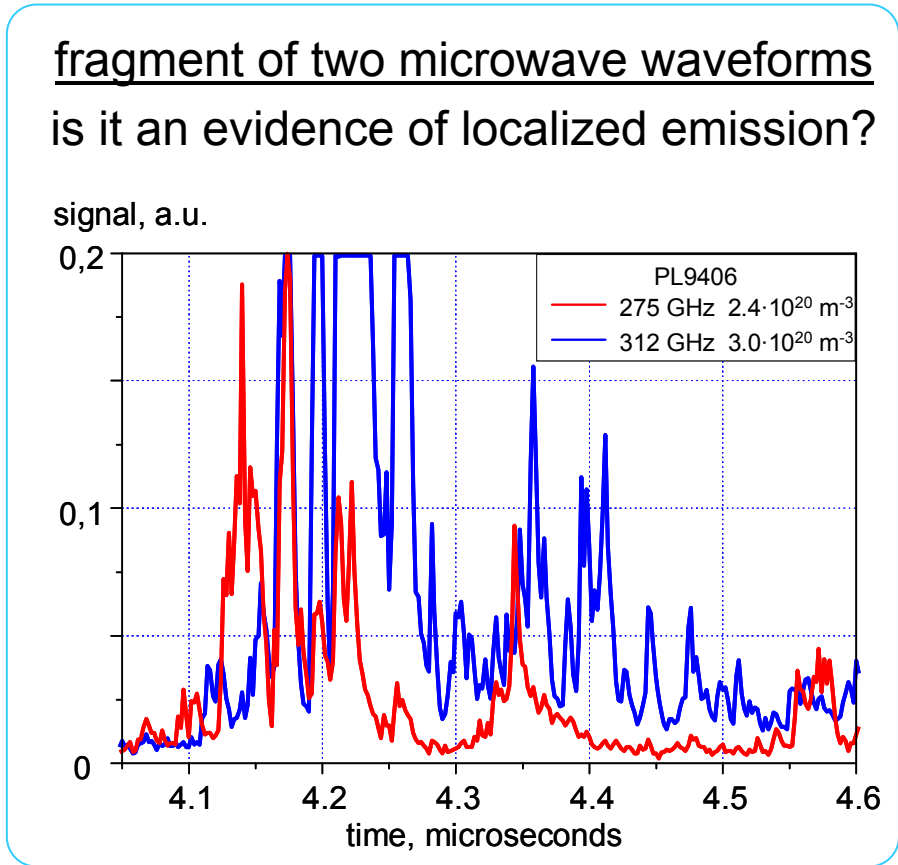 fragment of two microwave waveforms
is it an evidence of localized emission?
signal, a.u.
0,2
PL9406
275 GHz 2.4·10²⁰ m⁻³
312 GHz 3.0·10²⁰ m⁻³
0,1
0
4.1 4.2 4.3 4.4 4.5 4.6
time, microseconds